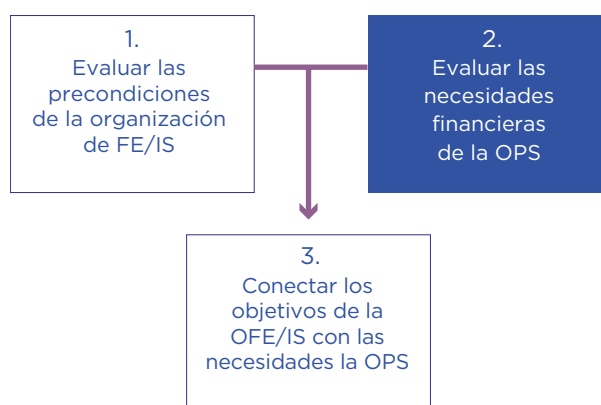 1.
Evaluar las
precondiciones
de la organización
de FE/IS
2.
Evaluar las
necesidades
financieras
de la OPS
3.
Conectar los
objetivos de la
OFE/IS con las
necesidades la OPS